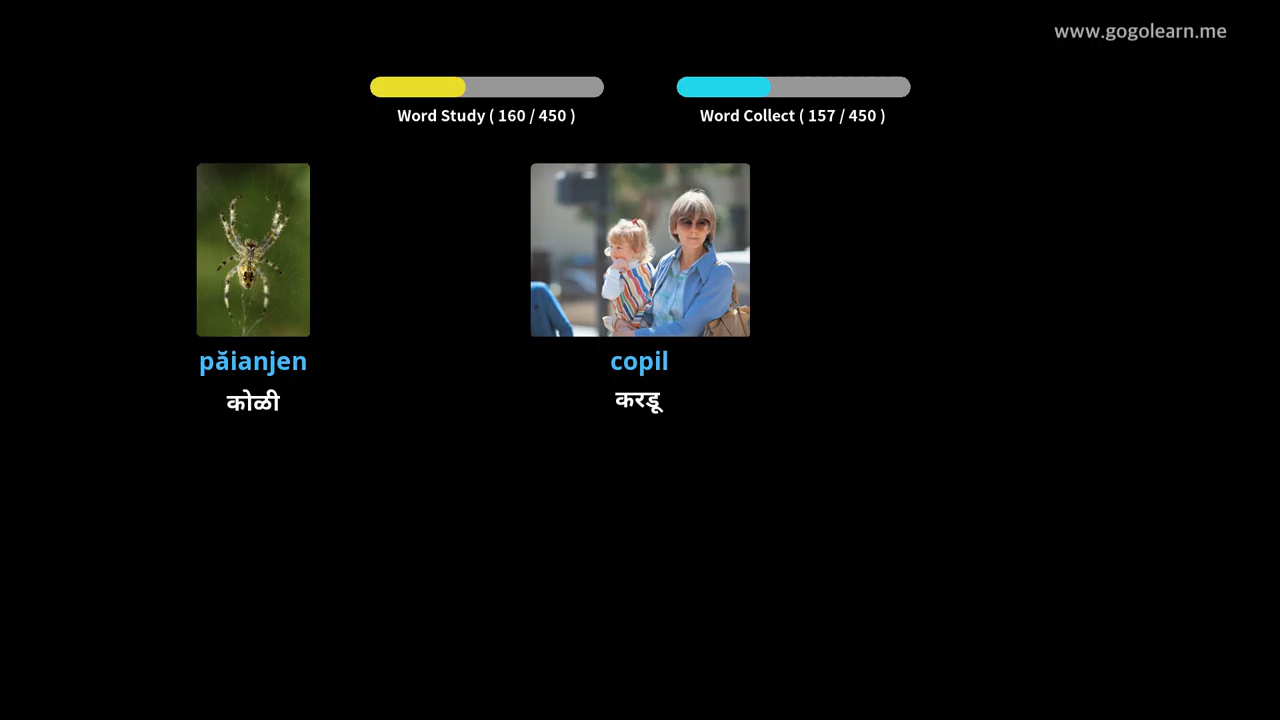 www.gogolearn.me
Word Study ( 160 / 450 )
Word Collect ( 157 / 450 )
păianjen
copil
कोळी
करडू